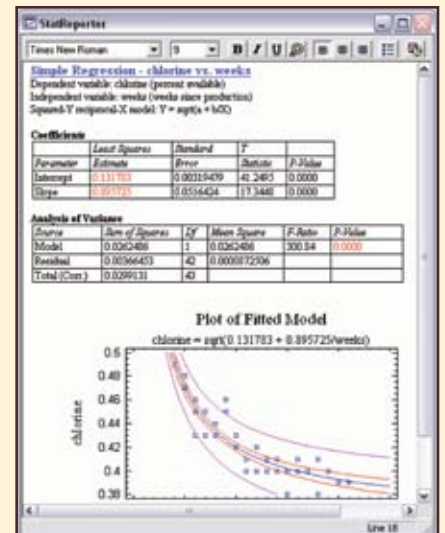 StatReporter
Times New Roman 9 B I U
Simple Regression - chlorine vs. weeks
Dependent variable: chlorine (percent available)
Independent variable: weeks (weeks since production)
Squared-Y reciprocal-X model: Y = sqrt(a + b/X)
Coefficients
Least Squares Standard T
Parameter Estimate Error Statistic P-Value
Intercept 0.131783 0.00319479 41.2495 0.0000
Slope 0.895725 0.0516424 17.3448 0.0000
Analysis of Variance
Source Sum of Squares Df Mean Square F-Ratio P-Value
Model 0.0262486 1 0.0262486 300.84 0.0000
Residual 0.00366453 42 0.0000872506
Total (Corr.) 0.0299131 43
Plot of Fitted Model
chlorine = sqrt(0.131783 + 0.895725/weeks)
0.5
0.48
0.46
0.44
0.42
0.4
0.38
chlorine
Line 18